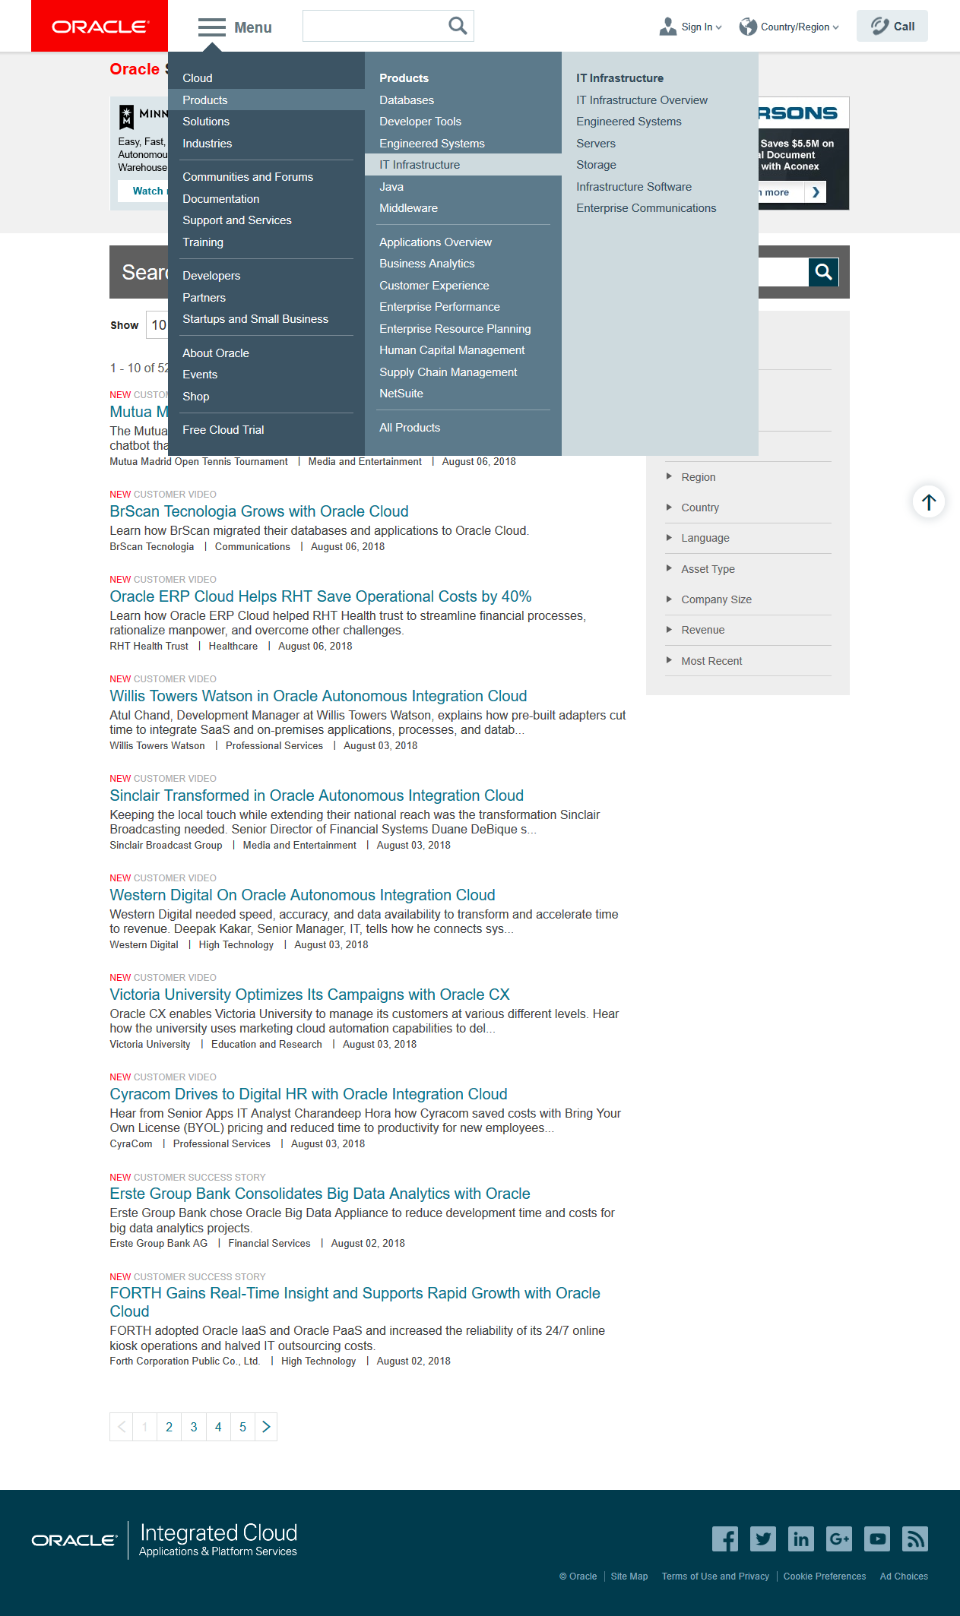 ORACLE
Menu
Sign In
Country/Region
Call
Oracle
Cloud
Products
Solutions
Industries
Communities and Forums
Documentation
Support and Services
Training
Developers
Partners
Startups and Small Business
About Oracle
Events
Shop
Free Cloud Trial
Products
Databases
Developer Tools
Engineered Systems
IT Infrastructure
Java
Middleware
Applications Overview
Business Analytics
Customer Experience
Enterprise Performance
Enterprise Resource Planning
Human Capital Management
Supply Chain Management
NetSuite
All Products
IT Infrastructure
IT Infrastructure Overview
Engineered Systems
Servers
Storage
Infrastructure Software
Enterprise Communications
MINN
Easy, Fast,
Autonomou
Warehouse
Watch
RSONS
Saves $5.5M on
al Document
with Aconex
more
Searc
Show 10
1 - 10 of 52
NEW CUSTOM
Mutua M
The Mutua
chatbot tha
Mutua Madrid Open Tennis Tournament | Media and Entertainment | August 06, 2018
NEW CUSTOMER VIDEO
BrScan Tecnologia Grows with Oracle Cloud
Learn how BrScan migrated their databases and applications to Oracle Cloud.
BrScan Tecnologia | Communications | August 06, 2018
NEW CUSTOMER VIDEO
Oracle ERP Cloud Helps RHT Save Operational Costs by 40%
Learn how Oracle ERP Cloud helped RHT Health trust to streamline financial processes,
rationalize manpower, and overcome other challenges.
RHT Health Trust | Healthcare | August 06, 2018
NEW CUSTOMER VIDEO
Willis Towers Watson in Oracle Autonomous Integration Cloud
Atul Chand, Development Manager at Willis Towers Watson, explains how pre-built adapters cut
time to integrate SaaS and on-premises applications, processes, and datab...
Willis Towers Watson | Professional Services | August 03, 2018
NEW CUSTOMER VIDEO
Sinclair Transformed in Oracle Autonomous Integration Cloud
Keeping the local touch while extending their national reach was the transformation Sinclair
Broadcasting needed. Senior Director of Financial Systems Duane DeBique s...
Sinclair Broadcast Group | Media and Entertainment | August 03, 2018
NEW CUSTOMER VIDEO
Western Digital On Oracle Autonomous Integration Cloud
Western Digital needed speed, accuracy, and data availability to transform and accelerate time
to revenue. Deepak Kakar, Senior Manager, IT, tells how he connects sys...
Western Digital | High Technology | August 03, 2018
NEW CUSTOMER VIDEO
Victoria University Optimizes Its Campaigns with Oracle CX
Oracle CX enables Victoria University to manage its customers at various different levels. Hear
how the university uses marketing cloud automation capabilities to del...
Victoria University | Education and Research | August 03, 2018
NEW CUSTOMER VIDEO
Cyracom Drives to Digital HR with Oracle Integration Cloud
Hear from Senior Apps IT Analyst Charandeep Hora how Cyracom saved costs with Bring Your
Own License (BYOL) pricing and reduced time to productivity for new employees...
CyraCom | Professional Services | August 03, 2018
NEW CUSTOMER SUCCESS STORY
Erste Group Bank Consolidates Big Data Analytics with Oracle
Erste Group Bank chose Oracle Big Data Appliance to reduce development time and costs for
big data analytics projects.
Erste Group Bank AG | Financial Services | August 02, 2018
NEW CUSTOMER SUCCESS STORY
FORTH Gains Real-Time Insight and Supports Rapid Growth with Oracle
Cloud
FORTH adopted Oracle IaaS and Oracle PaaS and increased the reliability of its 24/7 online
kiosk operations and halved IT outsourcing costs.
Forth Corporation Public Co., Ltd. | High Technology | August 02, 2018
Region
Country
Language
Asset Type
Company Size
Revenue
Most Recent
1 2 3 4 5
ORACLE | Integrated Cloud
Applications & Platform Services
© Oracle | Site Map Terms of Use and Privacy | Cookie Preferences Ad Choices